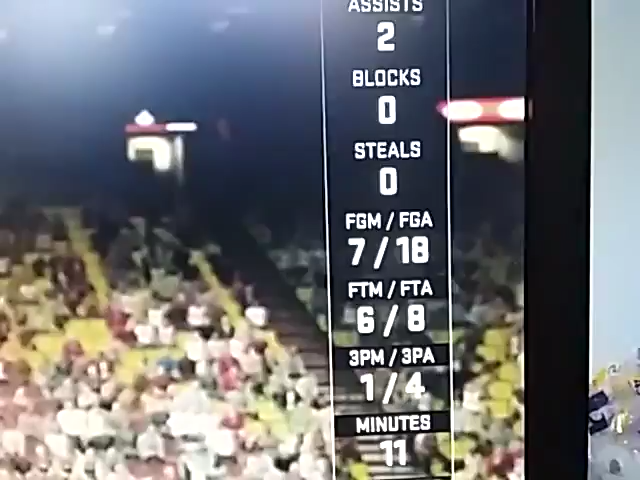 ASSISTS
2
BLOCKS
0
STEALS
0
FGM / FGA
7 / 18
FTM / FTA
6 / 8
3PM / 3PA
1 / 4
MINUTES
11